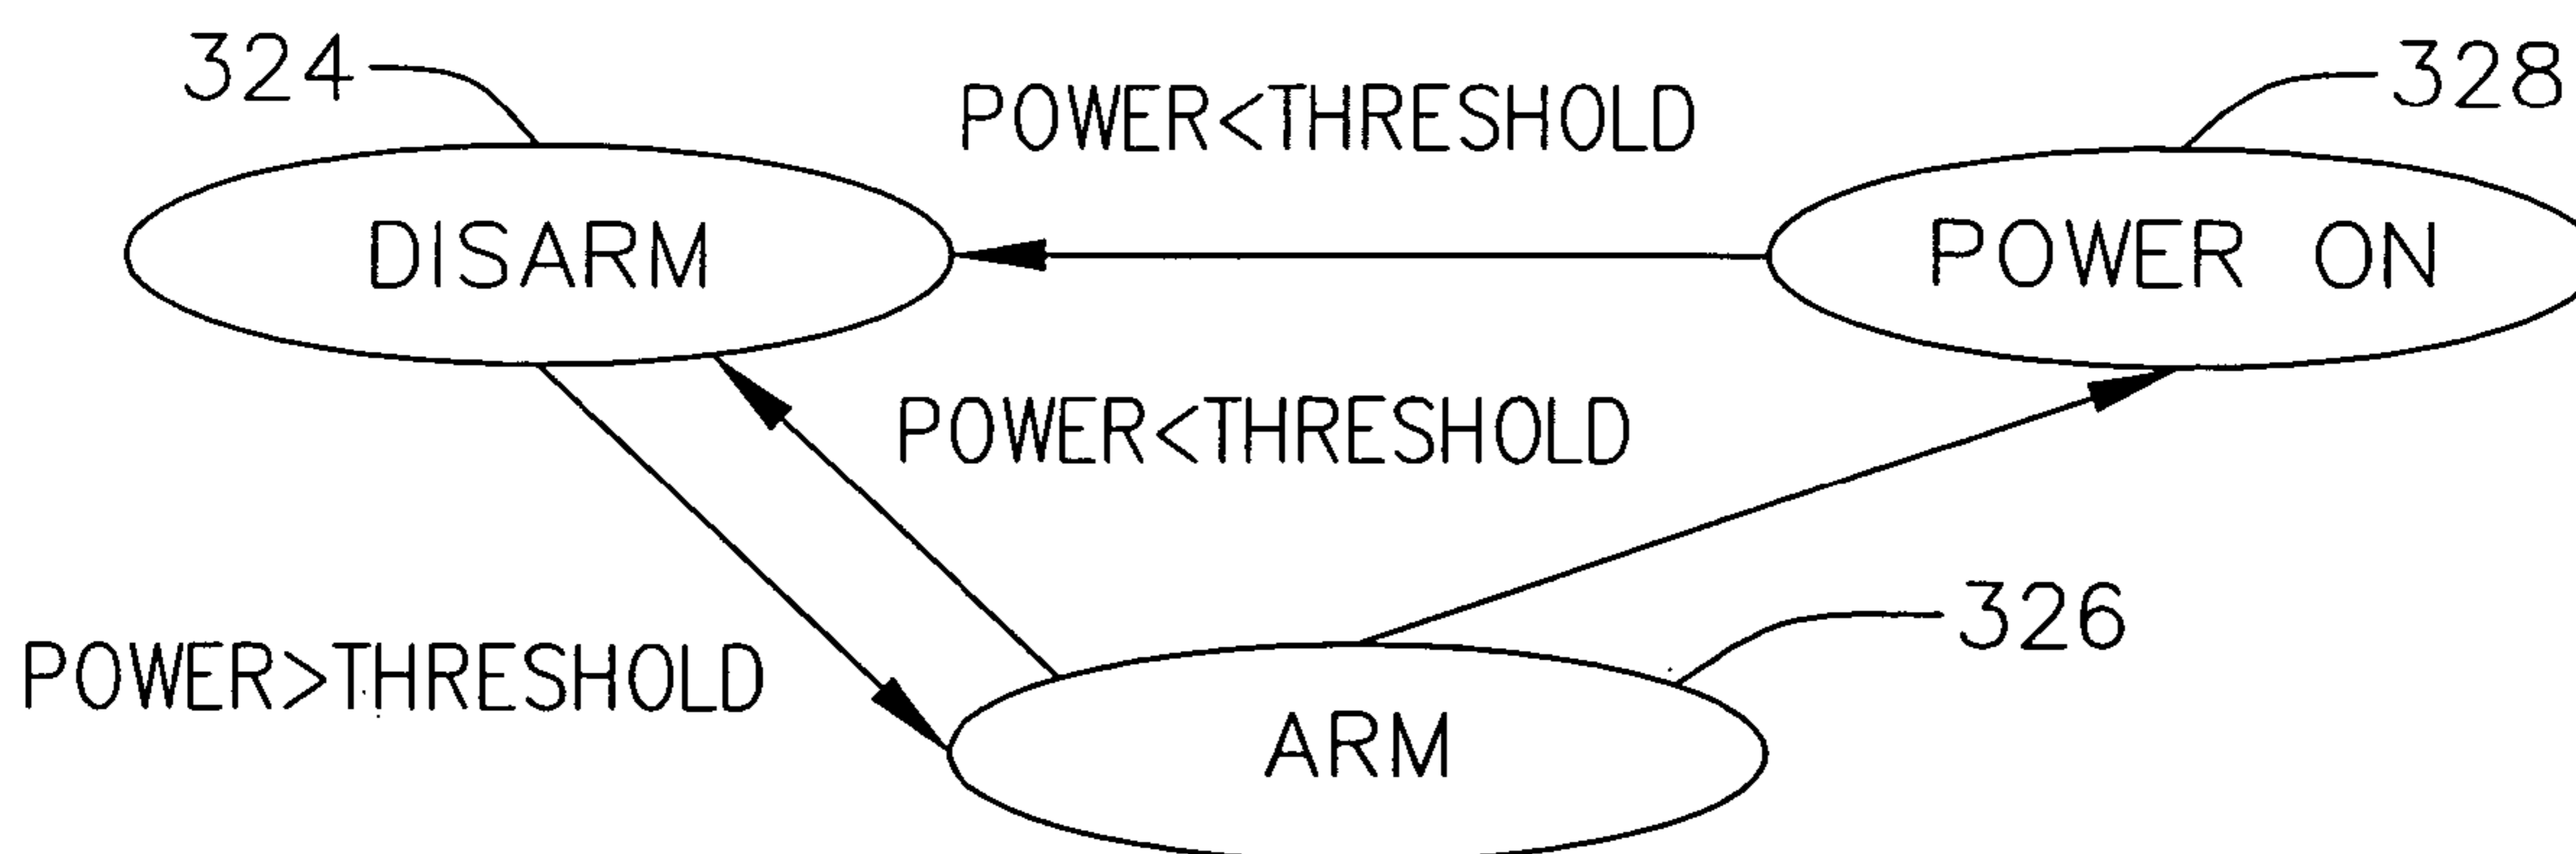 324
328
POWER<THRESHOLD
DISARM
POWER ON
POWER<THRESHOLD
326
POWER>THRESHOLD
ARM